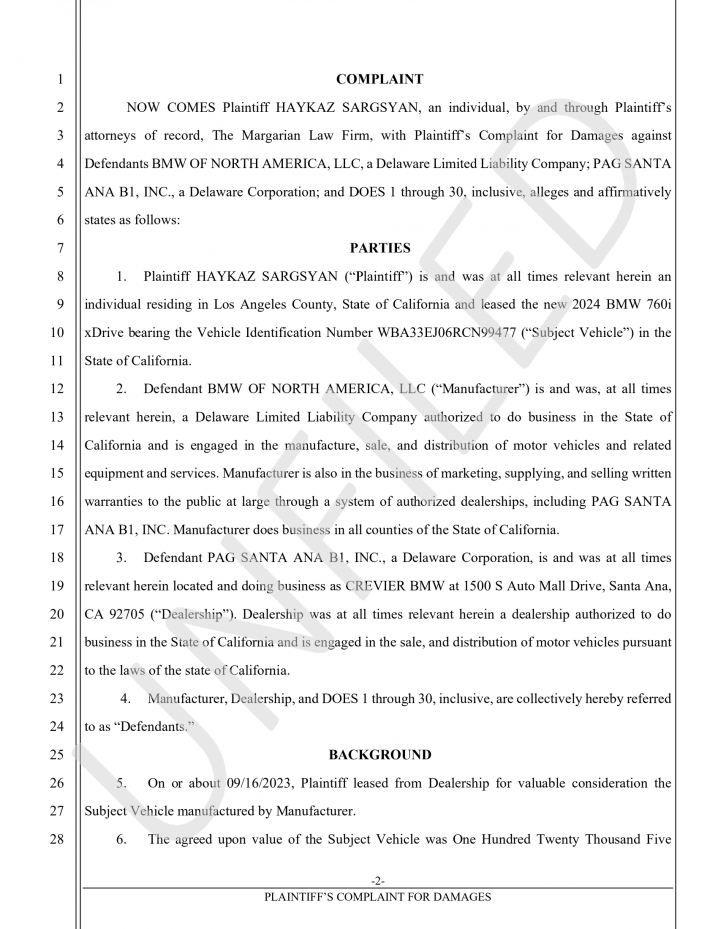 1 COMPLAINT
2 NOW COMES Plaintiff HAYKAZ SARGSYAN, an individual, by and through Plaintiff's
3 attorneys of record, The Margarian Law Firm, with Plaintiff's Complaint for Damages against
4 Defendants BMW OF NORTH AMERICA, LLC, a Delaware Limited Liability Company; PAG SANTA
5 ANA B1, INC., a Delaware Corporation; and DOES 1 through 30, inclusive, alleges and affirmatively
6 states as follows:
7 PARTIES
8 1. Plaintiff HAYKAZ SARGSYAN (“Plaintiff”) is and was at all times relevant herein an
9 individual residing in Los Angeles County, State of California and leased the new 2024 BMW 760i
10 xDrive bearing the Vehicle Identification Number WBA33EJ06RCN99477 (“Subject Vehicle”) in the
11 State of California.
12 2. Defendant BMW OF NORTH AMERICA, LLC (“Manufacturer”) is and was, at all times
13 relevant herein, a Delaware Limited Liability Company authorized to do business in the State of
14 California and is engaged in the manufacture, sale, and distribution of motor vehicles and related
15 equipment and services. Manufacturer is also in the business of marketing, supplying, and selling written
16 warranties to the public at large through a system of authorized dealerships, including PAG SANTA
17 ANA B1, INC. Manufacturer does business in all counties of the State of California.
18 3. Defendant PAG SANTA ANA B1, INC., a Delaware Corporation, is and was at all times
19 relevant herein located and doing business as CREVIER BMW at 1500 S Auto Mall Drive, Santa Ana,
20 CA 92705 (“Dealership”). Dealership was at all times relevant herein a dealership authorized to do
21 business in the State of California and is engaged in the sale, and distribution of motor vehicles pursuant
22 to the laws of the state of California.
23 4. Manufacturer, Dealership, and DOES 1 through 30, inclusive, are collectively hereby referred
24 to as “Defendants.”
25 BACKGROUND
26 5. On or about 09/16/2023, Plaintiff leased from Dealership for valuable consideration the
27 Subject Vehicle manufactured by Manufacturer.
28 6. The agreed upon value of the Subject Vehicle was One Hundred Twenty Thousand Five
-2-
PLAINTIFF'S COMPLAINT FOR DAMAGES
UNFILED